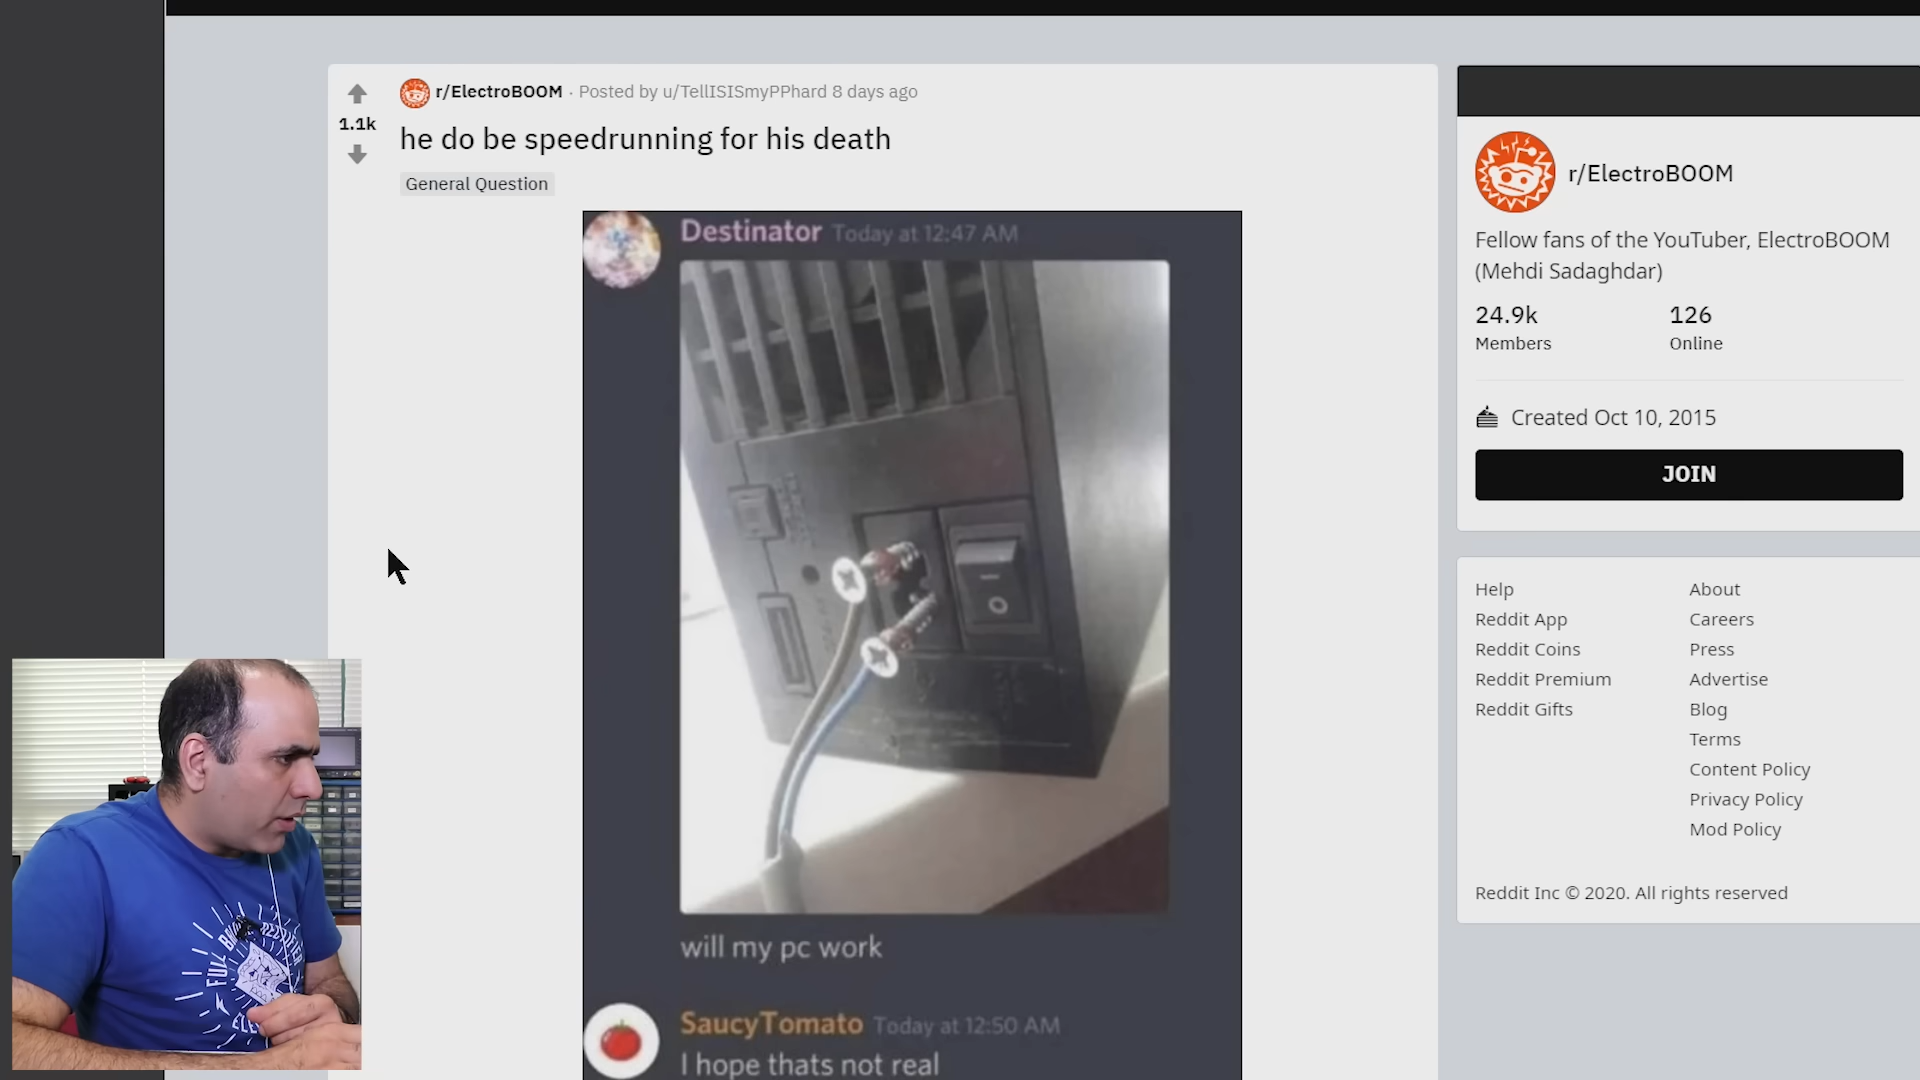 r/ElectroBOOM · Posted by u/TellISISmyPPhard 8 days ago
1.1k
he do be speedrunning for his death
General Question
Destinator Today at 12:47 AM
will my pc work
SaucyTomato Today at 12:50 AM
I hope thats not real
r/ElectroBOOM
Fellow fans of the YouTuber, ElectroBOOM
(Mehdi Sadaghdar)
24.9k 126
Members Online
Created Oct 10, 2015
JOIN
Help About
Reddit App Careers
Reddit Coins Press
Reddit Premium Advertise
Reddit Gifts Blog
Terms
Content Policy
Privacy Policy
Mod Policy
Reddit Inc © 2020. All rights reserved
FULL